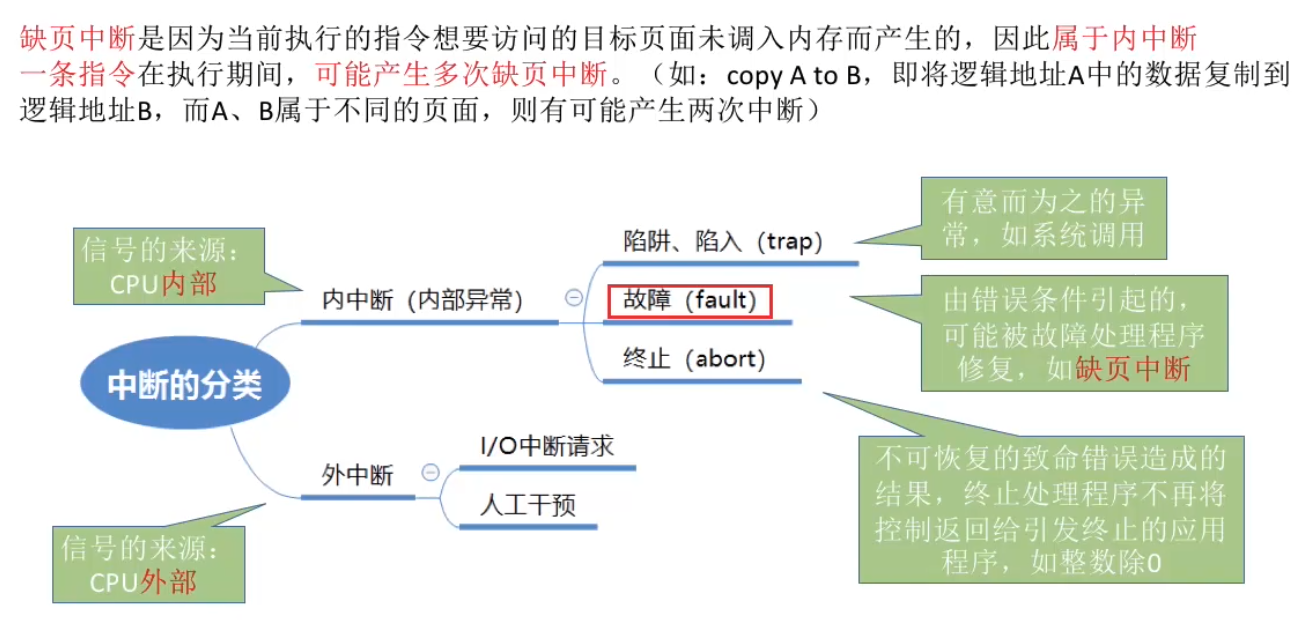 缺页中断是因为当前执行的指令想要访问的目标页面未调入内存而产生的，因此属于内中断
一条指令在执行期间，可能产生多次缺页中断。（如：copy A to B，即将逻辑地址A中的数据复制到
逻辑地址B，而A、B属于不同的页面，则有可能产生两次中断）
信号的来源：
CPU内部
中断的分类
内中断（内部异常）
陷阱、陷入（trap）
有意而为之的异
常，如系统调用
故障（fault）
由错误条件引起的，
可能被故障处理程序
修复，如缺页中断
终止（abort）
不可恢复的致命错误造成的
结果，终止处理程序不再将
控制返回给引发终止的应用
程序，如整数除0
外中断
I/O中断请求
人工干预
信号的来源：
CPU外部